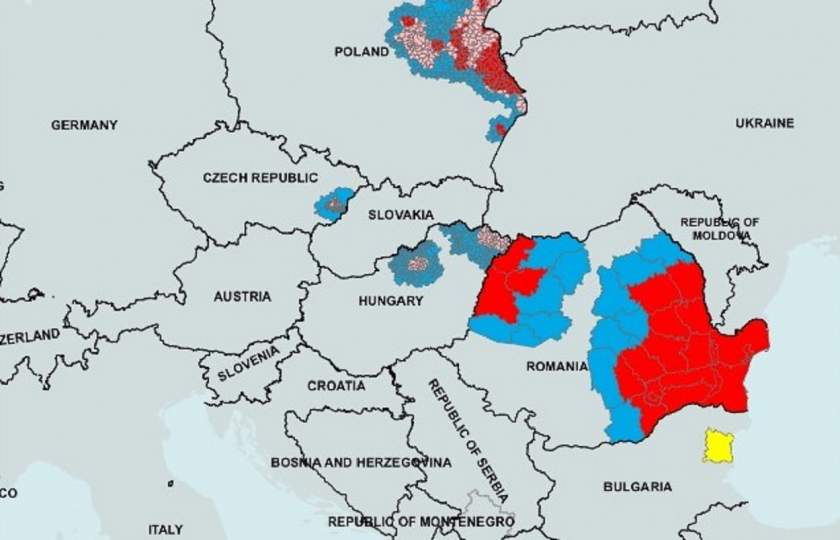 POLAND
GERMANY
UKRAINE
CZECH REPUBLIC
SLOVAKIA
REPUBLIC OF
MOLDOVA
AUSTRIA
HUNGARY
ZERLAND
SLOVENIA
ROMANIA
CROATIA
REPUBLIC OF SERBIA
BOSNIA AND HERZEGOVINA
BULGARIA
CO
REPUBLIC OF MONTENEGRO
ITALY